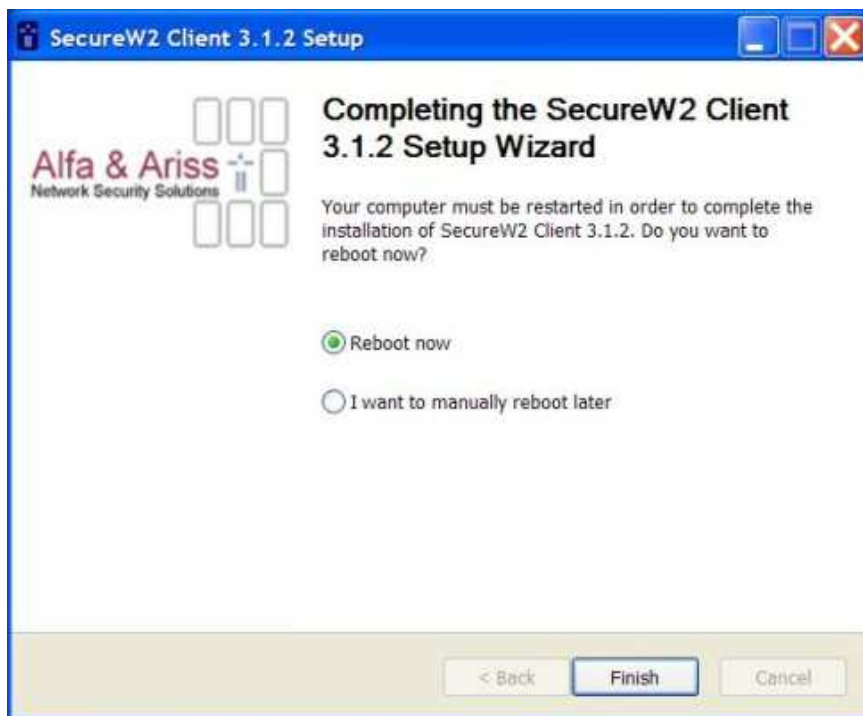 SecureW2 Client 3.1.2 Setup
Alfa & Ariss
Network Security Solutions
Completing the SecureW2 Client
3.1.2 Setup Wizard
Your computer must be restarted in order to complete the
installation of SecureW2 Client 3.1.2. Do you want to
reboot now?
Reboot now
I want to manually reboot later
< Back
Finish
Cancel